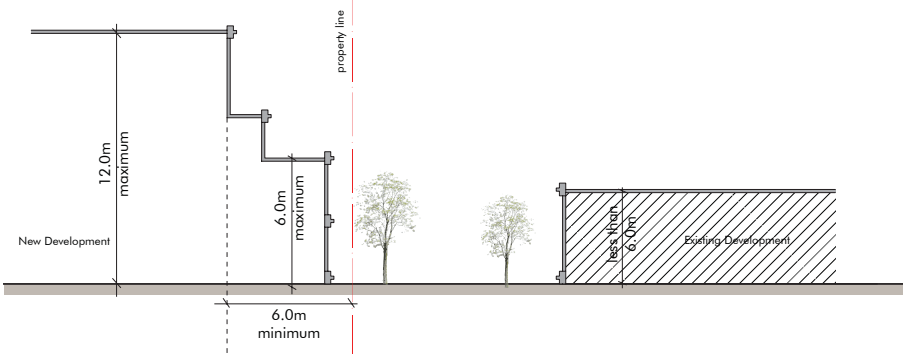 property line
12.0m
maximum
6.0m
maximum
New Development
less than
6.0m
Existing Development
6.0m
minimum